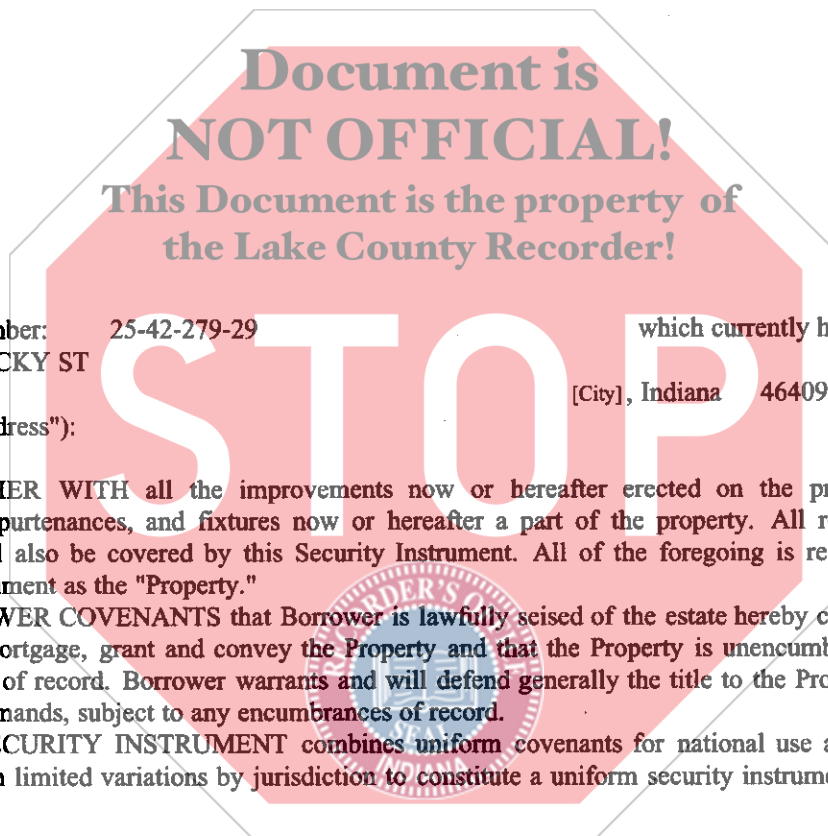 Document is
NOT OFFICIAL!
This Document is the property of
the Lake County Recorder!
nber: 25-42-279-29 which currently h
CKY ST
[City], Indiana 46409
dress"):
STOP
IER WITH all the improvements now or hereafter erected on the pr
purtenances, and fixtures now or hereafter a part of the property. All r
l also be covered by this Security Instrument. All of the foregoing is re
ment as the "Property."
WER COVENANTS that Borrower is lawfully seised of the estate hereby c
ortgage, grant and convey the Property and that the Property is unencumb
of record. Borrower warrants and will defend generally the title to the Pro
nands, subject to any encumbrances of record.
CURITY INSTRUMENT combines uniform covenants for national use a
n limited variations by jurisdiction to constitute a uniform security instrume
SEAL
INDIANA